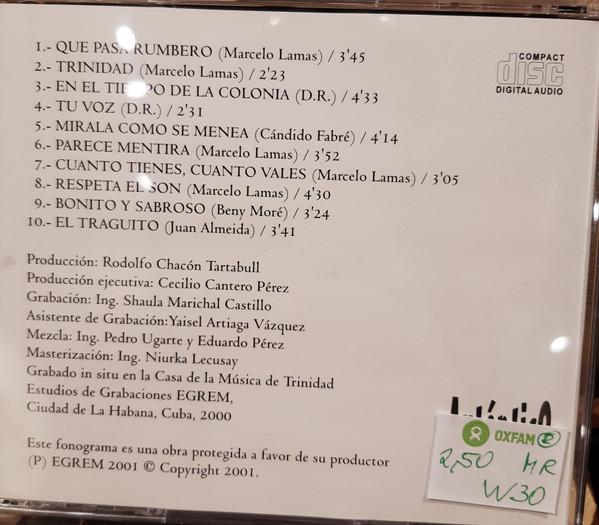 1.- QUE PASA RUMBERO (Marcelo Lamas) / 3'45
2.- TRINIDAD (Marcelo Lamas) / 2'23
3.- EN EL TIEMPO DE LA COLONIA (D.R.) / 4'33
4.- TU VOZ (D.R.) / 2'31
5.- MIRALA COMO SE MENEA (Cándido Fabré) / 4'14
6.- PARECE MENTIRA (Marcelo Lamas) / 3'52
7.- CUANTO TIENES, CUANTO VALES (Marcelo Lamas) / 3'05
8.- RESPETA EL SON (Marcelo Lamas) / 4'30
9.- BONITO Y SABROSO (Beny Moré) / 3'24
10.- EL TRAGUITO (Juan Almeida) / 3'41
COMPACT
disc
DIGITAL AUDIO
Producción: Rodolfo Chacón Tartabull
Producción ejecutiva: Cecilio Cantero Pérez
Grabación: Ing. Shaula Marichal Castillo
Asistente de Grabación:Yaisel Artiaga Vázquez
Mezcla: Ing. Pedro Ugarte y Eduardo Pérez
Masterización: Ing. Niurka Lecusay
Grabado in situ en la Casa de la Música de Trinidad
Estudios de Grabaciones EGREM,
Ciudad de La Habana, Cuba, 2000
Este fonograma es una obra protegida a favor de su productor
(P) EGREM 2001 © Copyright 2001.
OXFAM
2,50 HR
W30